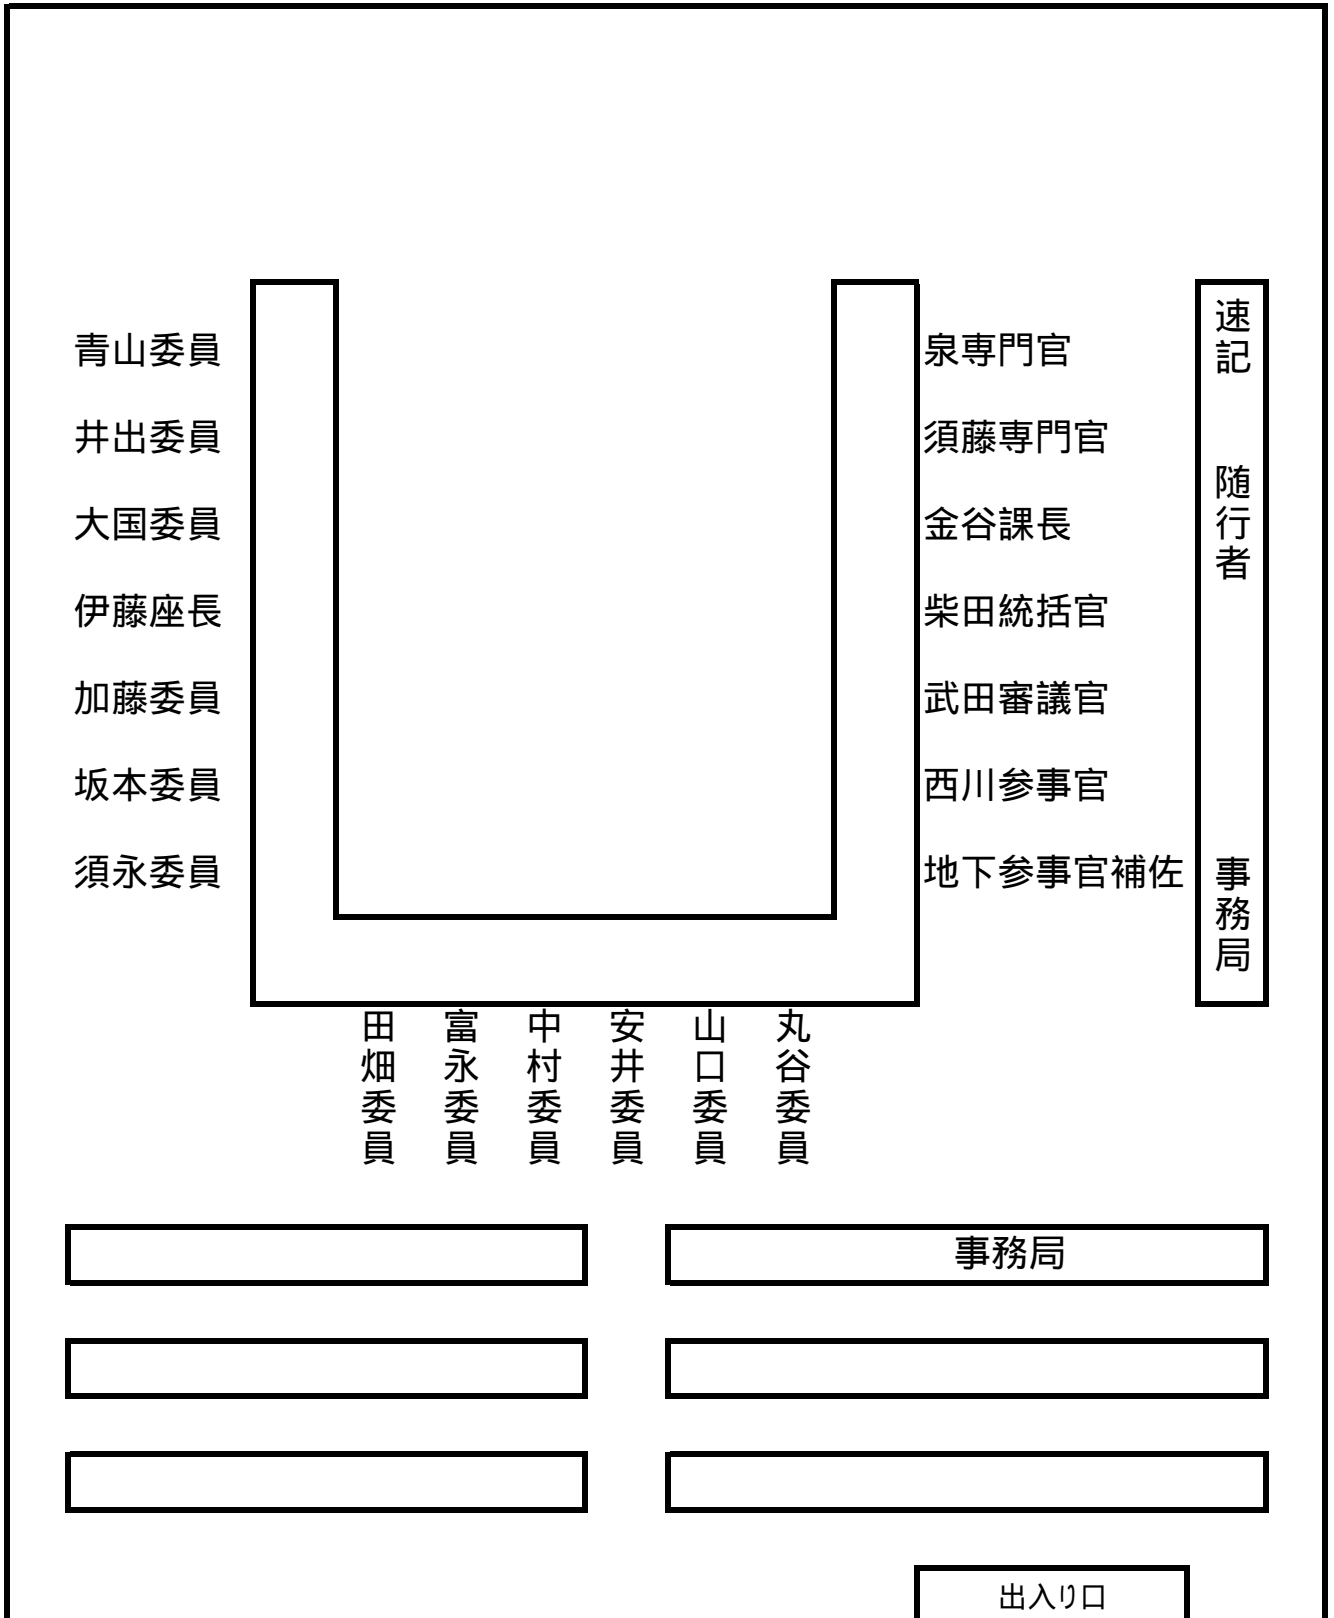 青山委員
井出委員
大国委員
伊藤座長
加藤委員
坂本委員
須永委員
泉専門官
須藤専門官
金谷課長
柴田統括官
武田審議官
西川参事官
地下参事官補佐
速記
随行者
事務局
田畑委員
富永委員
中村委員
安井委員
山口委員
丸谷委員
事務局
出入り口